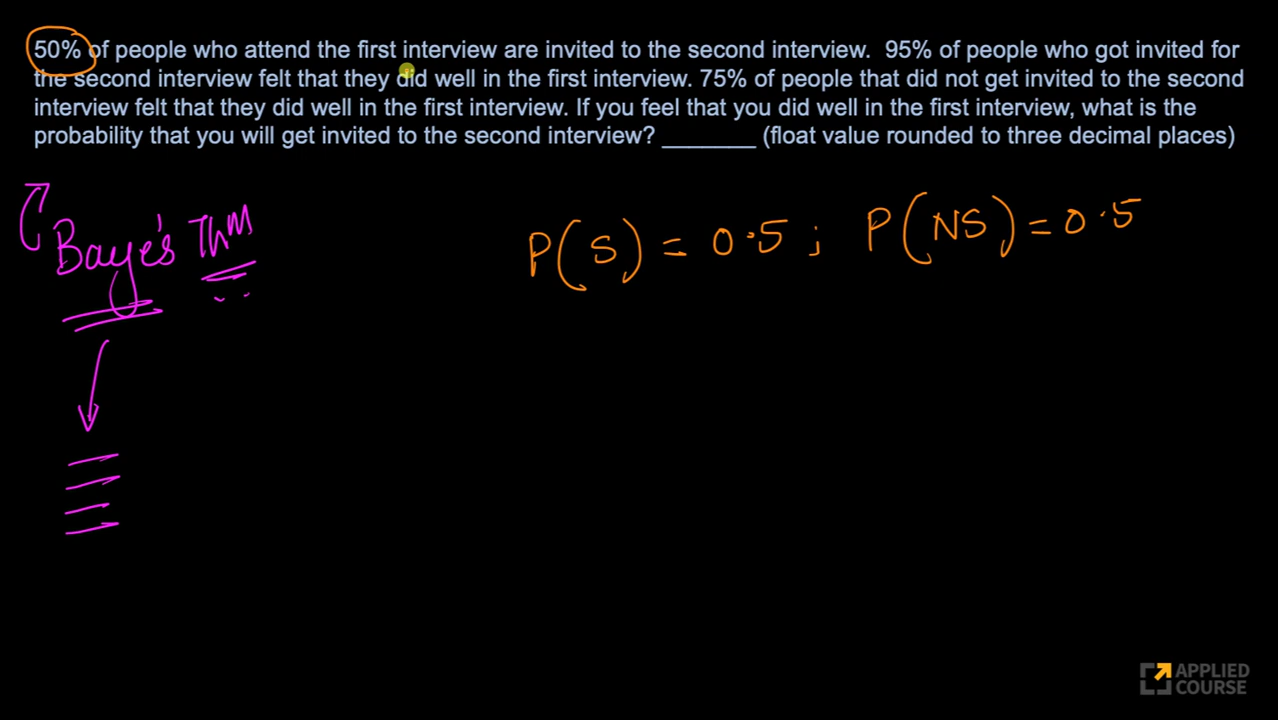 50% of people who attend the first interview are invited to the second interview.  95% of people who got invited for
the second interview felt that they did well in the first interview. 75% of people that did not get invited to the second
interview felt that they did well in the first interview. If you feel that you did well in the first interview, what is the
probability that you will get invited to the second interview? ________ (float value rounded to three decimal places)
Baye's Thm
P(S) = 0.5 ; P(NS) = 0.5
APPLIED
COURSE